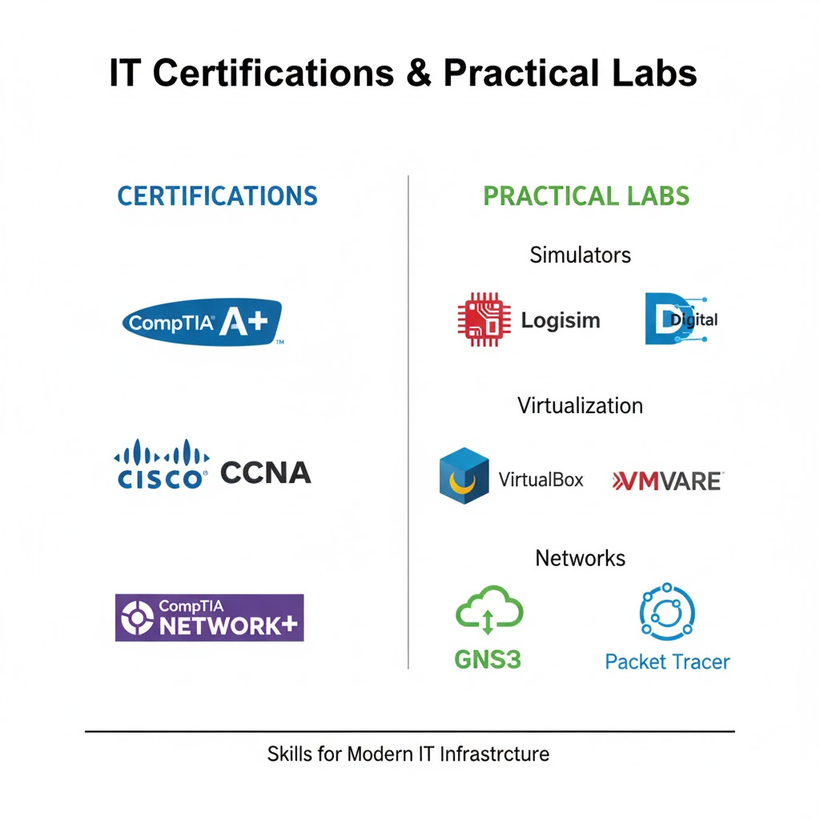 IT Certifications & Practical Labs
CERTIFICATIONS
CompTIA® A+ ™
CISCO® CCNA
CompTIA
NETWORK+
PRACTICAL LABS
Simulators
Logisim
Digital
Virtualization
VirtualBox
VMVARE
Networks
GNS3
Packet Tracer
Skills for Modern IT Infrastrcture